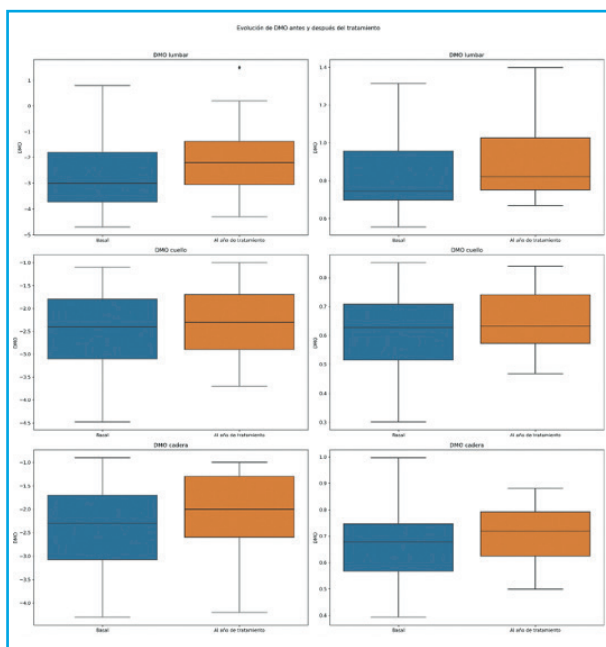 Evolución de DMO antes y después del tratamiento
DMO lumbar
1
0
−1
−2
−3
−4
−5
DMO
Basal
Al año de tratamiento
DMO lumbar
1.4
1.2
1.0
0.8
0.6
DMO
Basal
Al año de tratamiento
DMO cuello
−1.0
−1.5
−2.0
−2.5
−3.0
−3.5
−4.0
−4.5
DMO
Basal
Al año de tratamiento
DMO cuello
0.8
0.7
0.6
0.5
0.4
0.3
DMO
Basal
Al año de tratamiento
DMO cadera
−1.0
−1.5
−2.0
−2.5
−3.0
−3.5
−4.0
DMO
Basal
Al año de tratamiento
DMO cadera
1.0
0.9
0.8
0.7
0.6
0.5
0.4
DMO
Basal
Al año de tratamiento